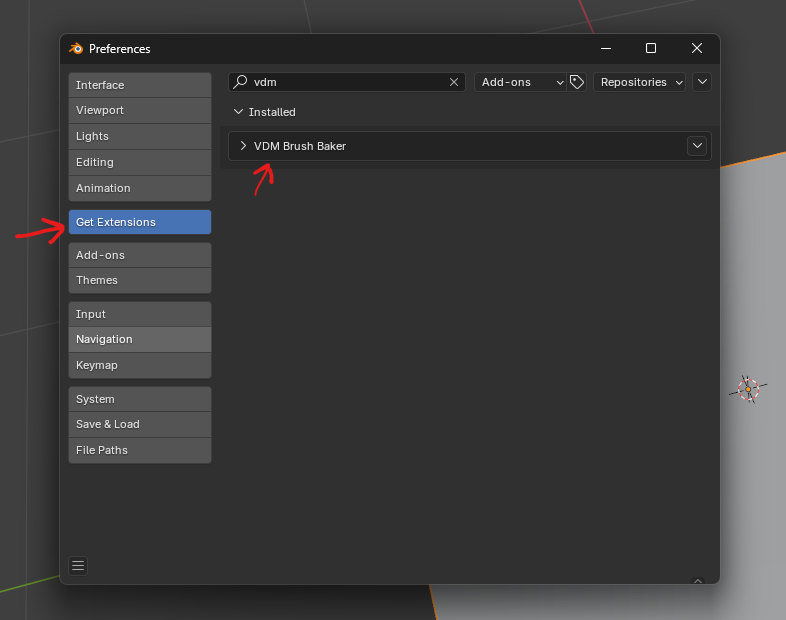 Preferences
Interface
Viewport
Lights
Editing
Animation
Get Extensions
Add-ons
Themes
Input
Navigation
Keymap
System
Save & Load
File Paths
vdm
Add-ons
Repositories
Installed
VDM Brush Baker